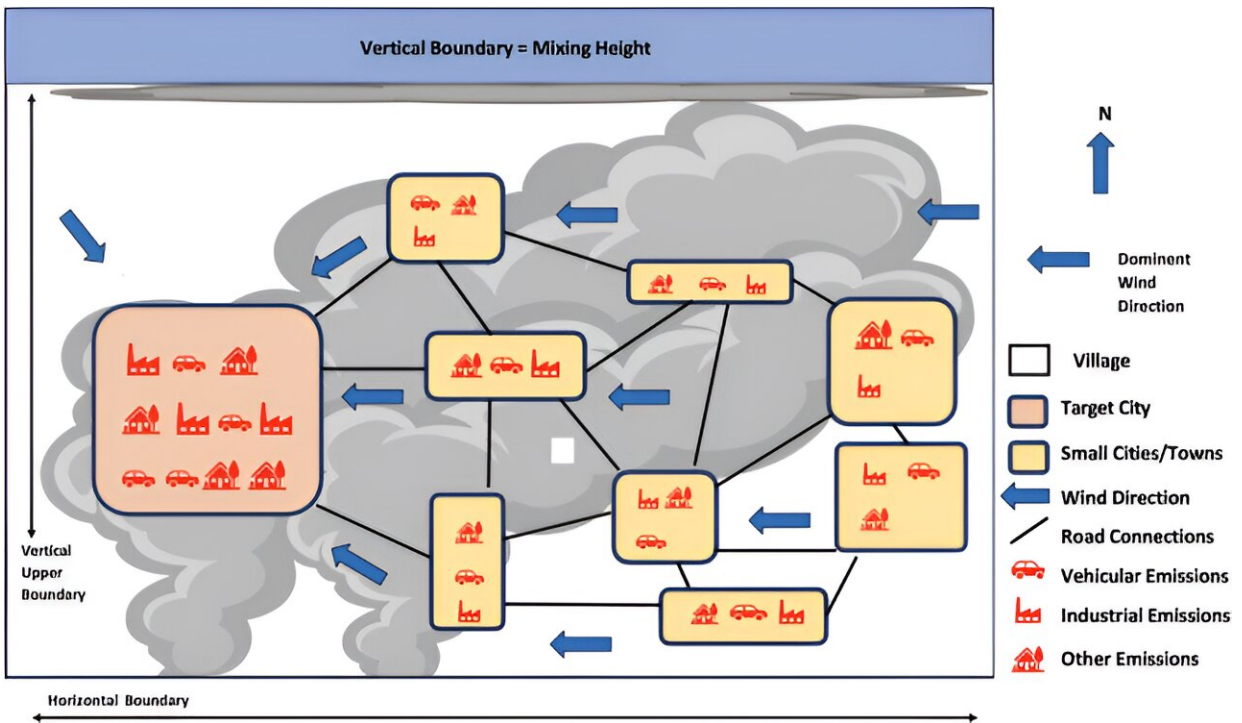 Vertical Boundary = Mixing Height
N
Dominent
Wind
Direction
Village
Target City
Small Cities/Towns
Wind Direction
Road Connections
Vehicular Emissions
Industrial Emissions
Other Emissions
Vertical
Upper
Boundary
Horizontal Boundary